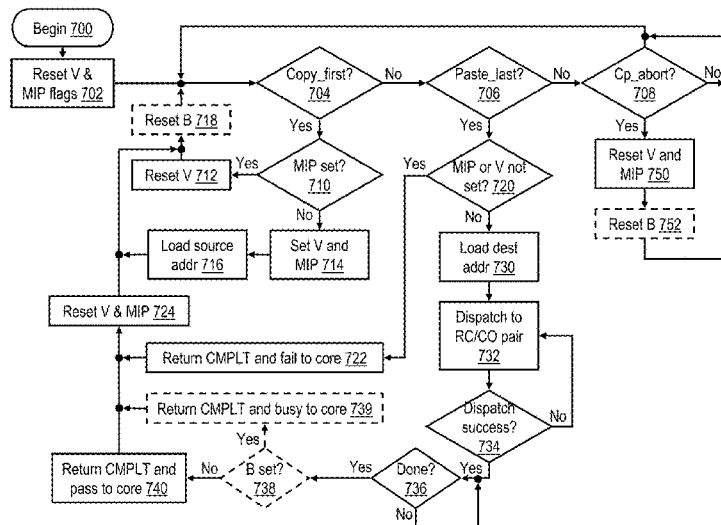 Begin 700
Reset V &
MIP flags 702
Copy_first?
704
No
Paste_last?
706
No
Cp_abort?
708
No
Reset B 718
Yes
Yes
Yes
Reset V 712
Yes
MIP set?
710
MIP or V not
set? 720
Reset V and
MIP 750
No
Yes
No
Reset B 752
Load source
addr 716
Set V and
MIP 714
Load dest
addr 730
Reset V & MIP 724
Dispatch to
RC/CO pair
732
Return CMPLT and fail to core 722
Return CMPLT and busy to core 739
Dispatch
success?
734
No
Yes
Yes
Return CMPLT and
pass to core 740
No
B set?
738
Yes
Done?
736
No